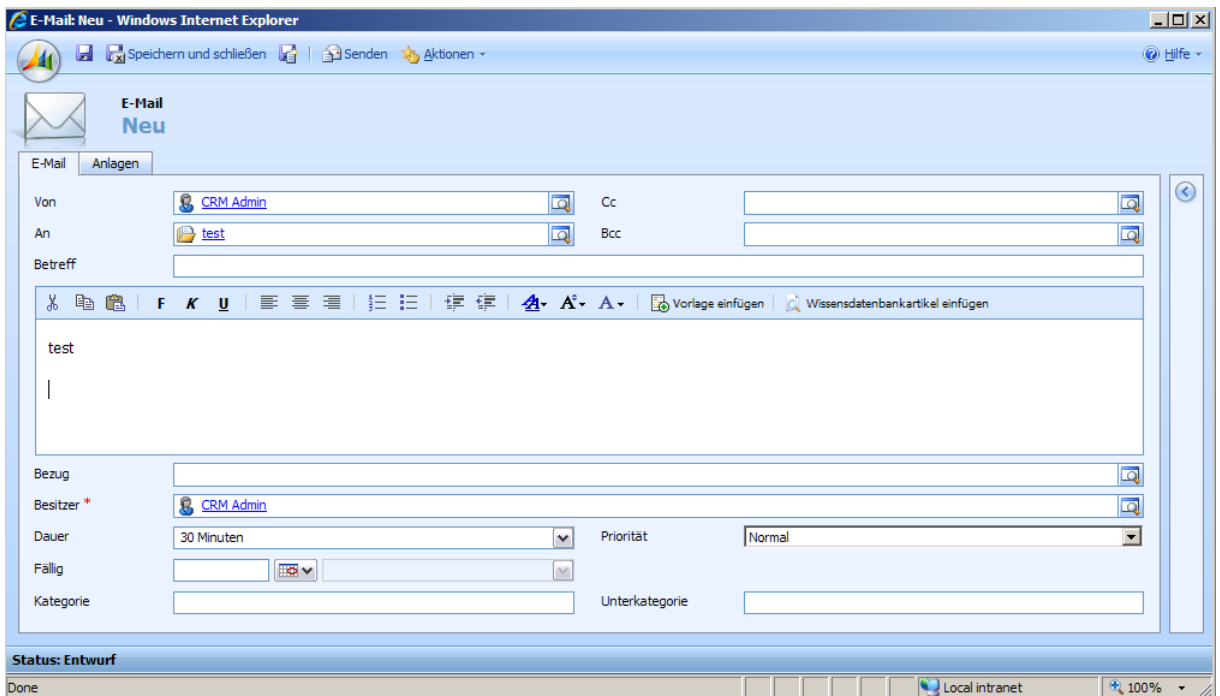 E-Mail: Neu - Windows Internet Explorer
Speichern und schließen Senden Aktionen Hilfe
E-Mail
Neu
E-Mail Anlagen
Von CRM Admin Cc
An test Bcc
Betreff
F K U A A A Vorlage einfügen Wissensdatenbankartikel einfügen
test
Bezug
Besitzer * CRM Admin
Dauer 30 Minuten Priorität Normal
Fällig
Kategorie Unterkategorie
Status: Entwurf
Done Local intranet 100%